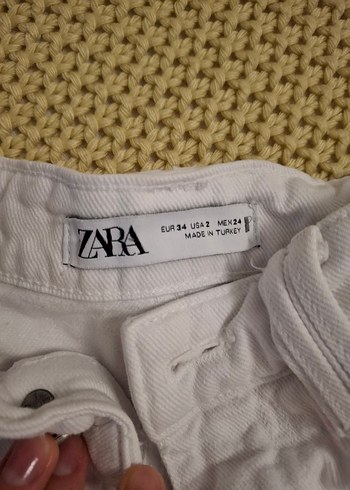 ZARA
EUR 34 USA 2 MEX 24
MADE IN TURKEY